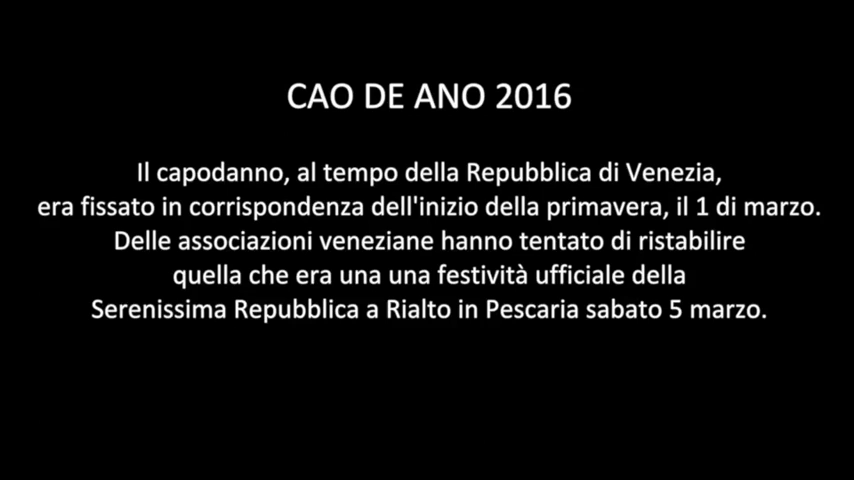 CAO DE ANO 2016
Il capodanno, al tempo della Repubblica di Venezia,
era fissato in corrispondenza dell'inizio della primavera, il 1 di marzo.
Delle associazioni veneziane hanno tentato di ristabilire
quella che era una una festività ufficiale della
Serenissima Repubblica a Rialto in Pescaria sabato 5 marzo.